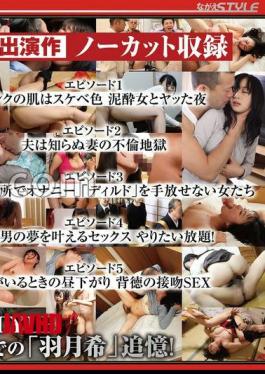 ながえSTYLE
出演作 ノーカット収録
エピソード1
クの肌はスケベ色 泥酔女とヤッた夜
エピソード2
夫は知らぬ妻の不倫地獄
エピソード3
所でオナニー「ディルド」を手放せない女たち
エピソード4
男の夢を叶えるセックス やりたい放題!
エピソード5
がいるときの昼下がり 背徳の接吻SEX
での「羽月希」追憶!